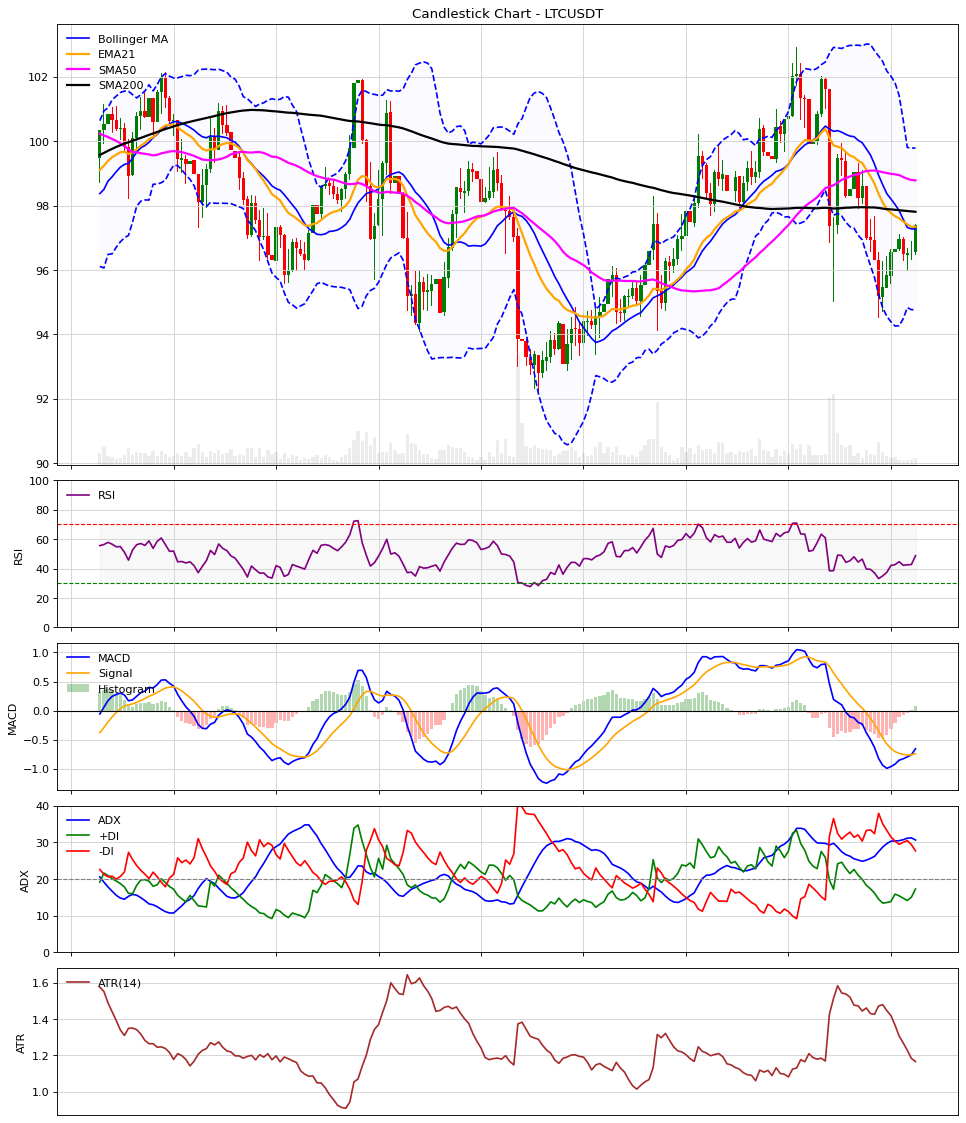 Candlestick Chart - LTCUSDT
Bollinger MA
EMA21
SMA50
SMA200
102
100
98
96
94
92
90
100
80
60
40
20
0
RSI
RSI
1.0
0.5
0.0
−0.5
−1.0
MACD
MACD
Signal
Histogram
40
30
20
10
0
ADX
ADX
+DI
-DI
1.6
1.4
1.2
1.0
ATR
ATR(14)